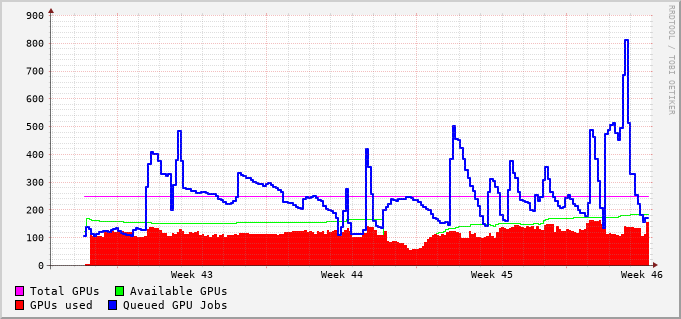 900
800
700
600
500
400
300
200
100
0
Week 43 Week 44 Week 45 Week 46
Total GPUs Available GPUs
GPUs used Queued GPU Jobs
RRDTOOL / TOBI OETIKER